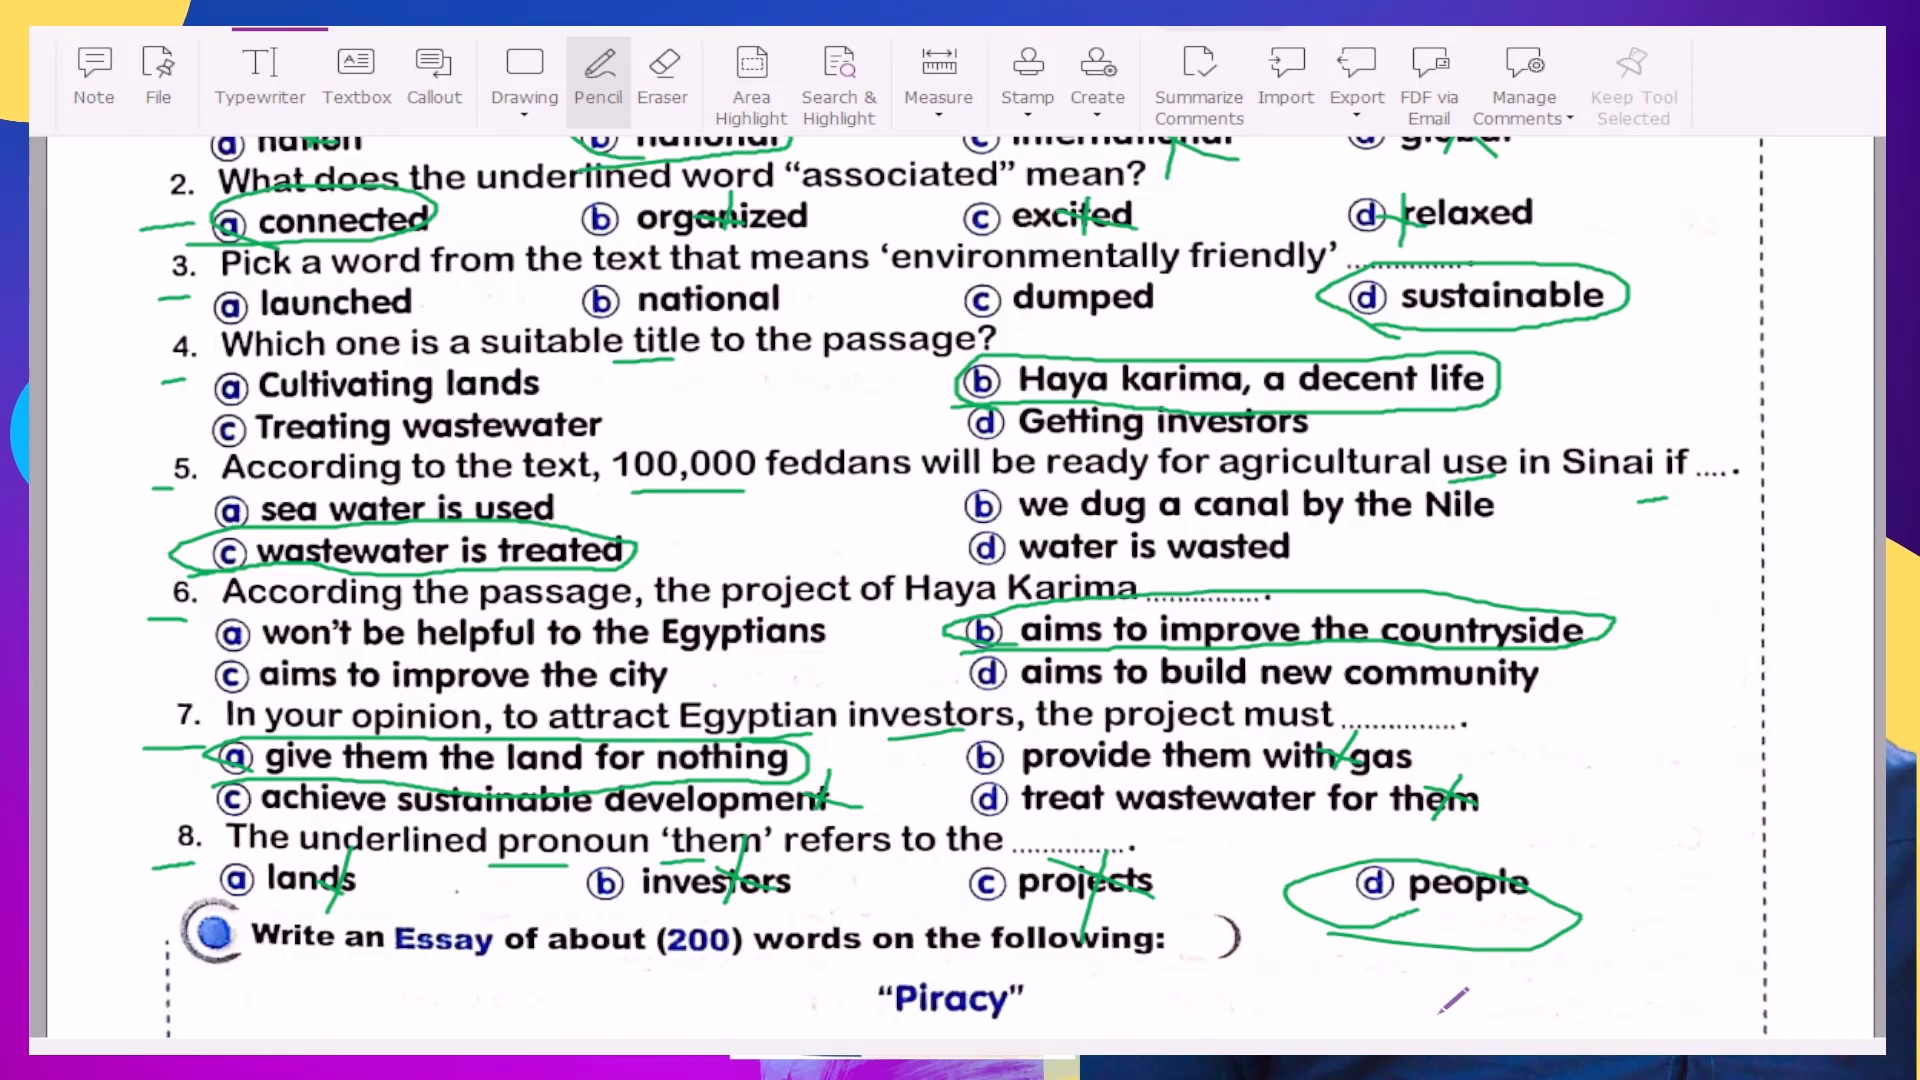 Note File Typewriter Textbox Callout Drawing Pencil Eraser Area Highlight Search & Highlight Measure Stamp Create Summarize Comments Import Export FDF via Email Manage Comments Keep Tool Selected
a nation b national c international d global
2. What does the underlined word “associated” mean?
a connected b organized c excited d relaxed
3. Pick a word from the text that means ‘environmentally friendly’ ...............
a launched b national c dumped d sustainable
4. Which one is a suitable title to the passage?
a Cultivating lands b Haya karima, a decent life
c Treating wastewater d Getting investors
5. According to the text, 100,000 feddans will be ready for agricultural use in Sinai if .... .
a sea water is used b we dug a canal by the Nile
c wastewater is treated d water is wasted
6. According the passage, the project of Haya Karima ............... .
a won’t be helpful to the Egyptians b aims to improve the countryside
c aims to improve the city d aims to build new community
7. In your opinion, to attract Egyptian investors, the project must ............... .
a give them the land for nothing b provide them with gas
c achieve sustainable development d treat wastewater for them
8. The underlined pronoun ‘them’ refers to the ............... .
a lands b investors c projects d people
Write an Essay of about (200) words on the following:
“Piracy”